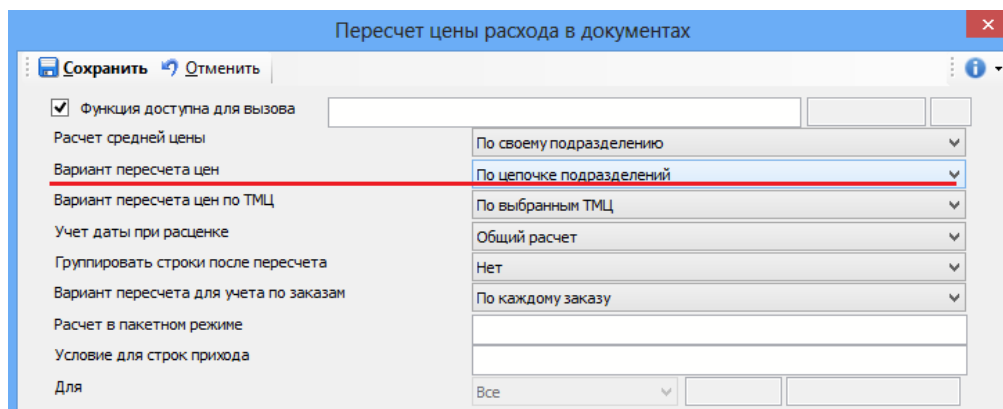 Пересчет цены расхода в документах
Сохранить Отменить
Функция доступна для вызова
Расчет средней цены По своему подразделению
Вариант пересчета цен По цепочке подразделений
Вариант пересчета цен по ТМЦ По выбранным ТМЦ
Учет даты при расценке Общий расчет
Группировать строки после пересчета Нет
Вариант пересчета для учета по заказам По каждому заказу
Расчет в пакетном режиме
Условие для строк прихода
Для Все